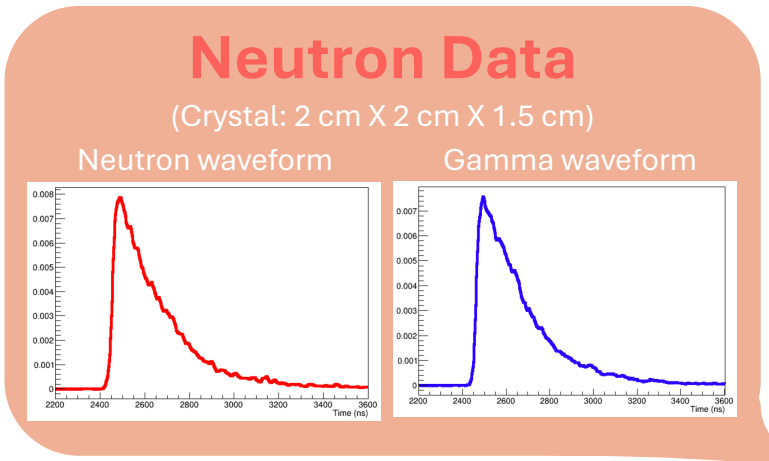 Neutron Data
(Crystal: 2 cm X 2 cm X 1.5 cm)
Neutron waveform
Gamma waveform
0.008
0.007
0.006
0.005
0.004
0.003
0.002
0.001
0
2200 2400 2600 2800 3000 3200 3400 3600
Time (ns)
0.007
0.006
0.005
0.004
0.003
0.002
0.001
0
2200 2400 2600 2800 3000 3200 3400 3600
Time (ns)